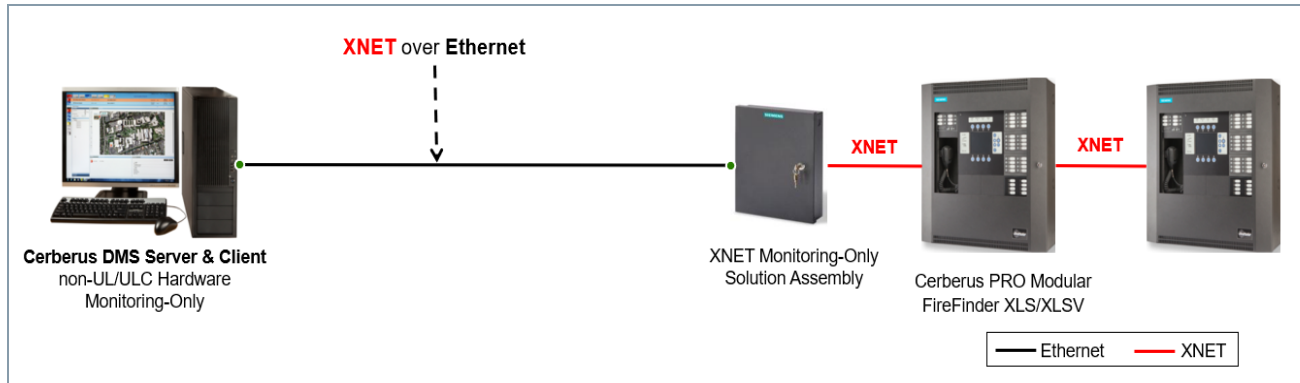 XNET over Ethernet
SIEMENS
XNET
XNET
Cerberus DMS Server & Client
non-UL/ULC Hardware
Monitoring-Only
XNET Monitoring-Only
Solution Assembly
Cerberus PRO Modular
FireFinder XLS/XLSV
Ethernet
XNET